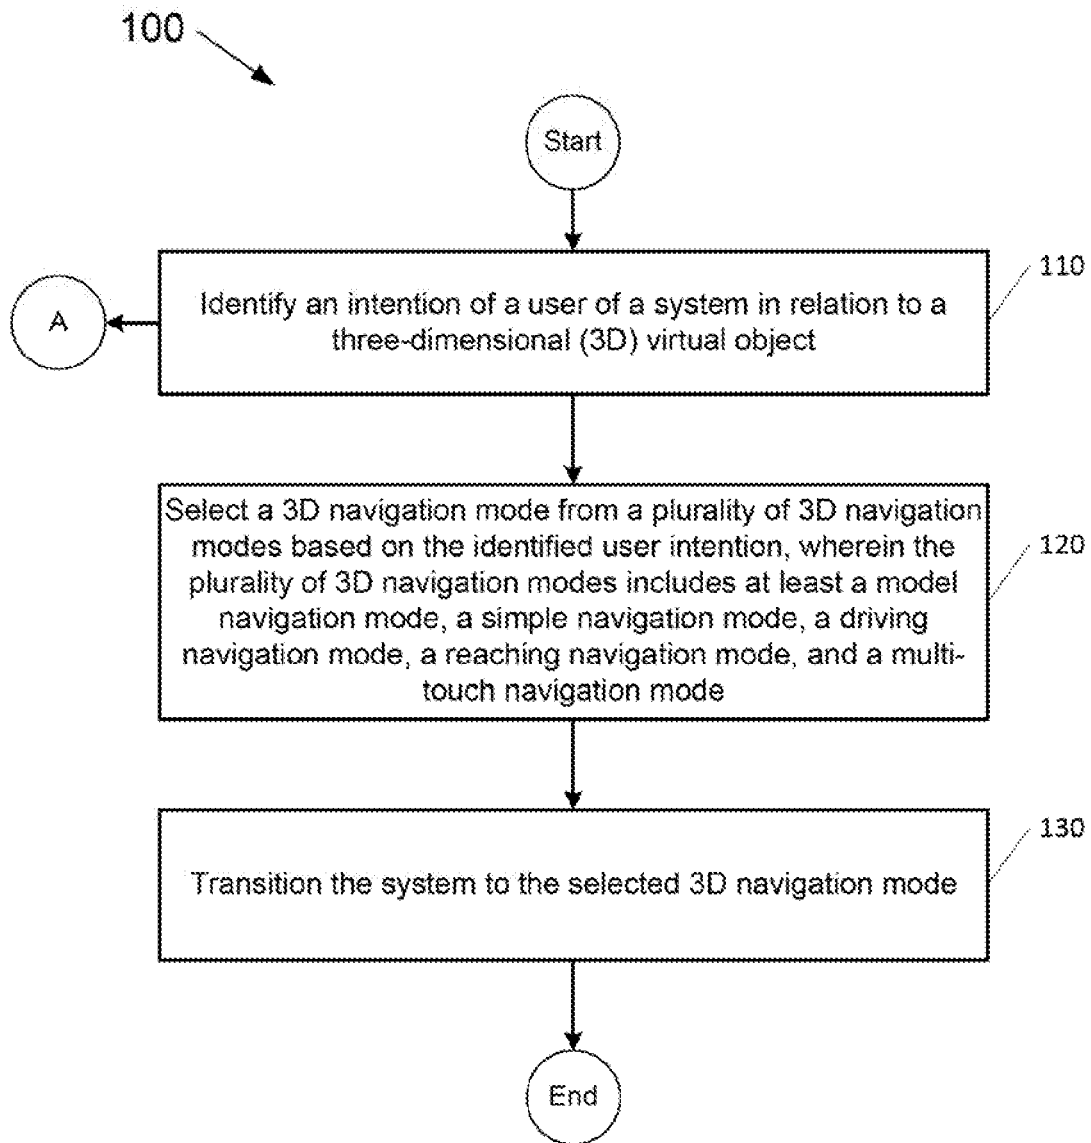 100
Start
110
Identify an intention of a user of a system in relation to a
three-dimensional (3D) virtual object
A
Select a 3D navigation mode from a plurality of 3D navigation
modes based on the identified user intention, wherein the
plurality of 3D navigation modes includes at least a model
navigation mode, a simple navigation mode, a driving
navigation mode, a reaching navigation mode, and a multi-
touch navigation mode
120
130
Transition the system to the selected 3D navigation mode
End